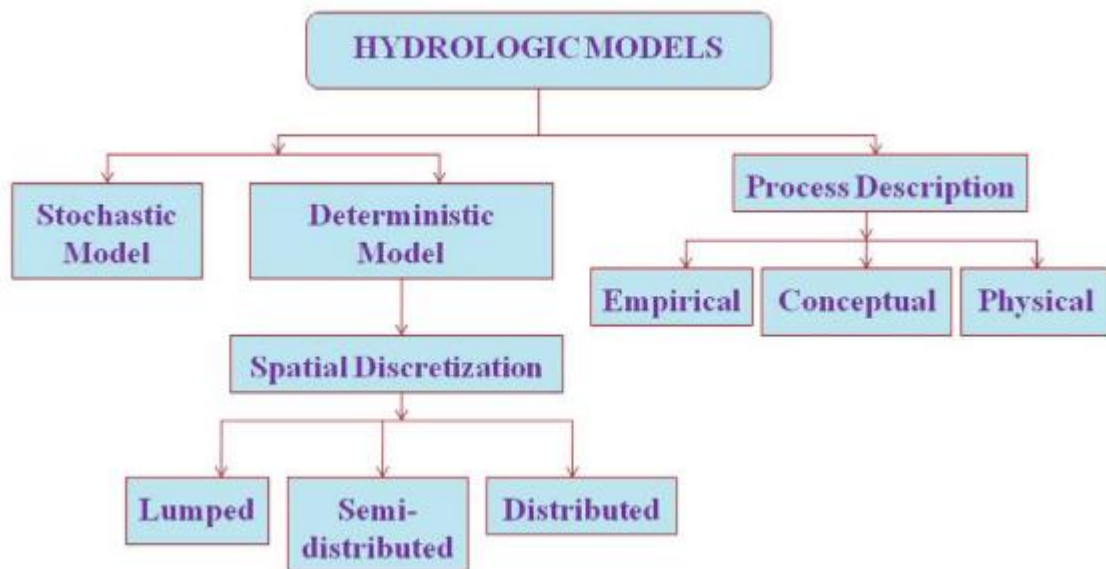 HYDROLOGIC MODELS
Stochastic
Model
Deterministic
Model
Process Description
Empirical
Conceptual
Physical
Spatial Discretization
Lumped
Semi-
distributed
Distributed